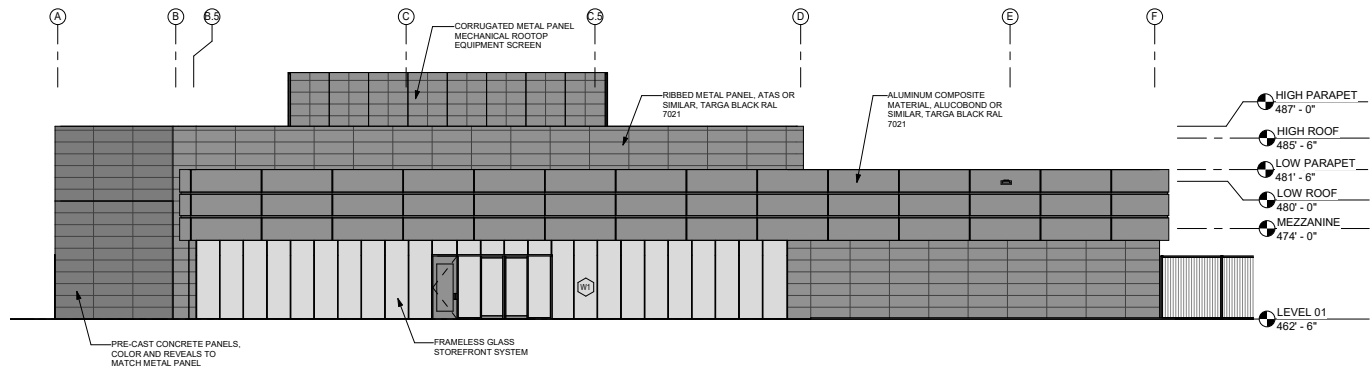 A
B
B.5
C
C.5
D
E
F
CORRUGATED METAL PANEL
MECHANICAL ROOTOP
EQUIPMENT SCREEN
RIBBED METAL PANEL, ATAS OR
SIMILAR, TARGA BLACK RAL
7021
ALUMINUM COMPOSITE
MATERIAL, ALUCOBOND OR
SIMILAR, TARGA BLACK RAL
7021
HIGH PARAPET
487' - 0"
HIGH ROOF
485' - 6"
LOW PARAPET
481' - 6"
LOW ROOF
480' - 0"
MEZZANINE
474' - 0"
W1
LEVEL 01
462' - 6"
PRE-CAST CONCRETE PANELS,
COLOR AND REVEALS TO
MATCH METAL PANEL
FRAMELESS GLASS
STOREFRONT SYSTEM